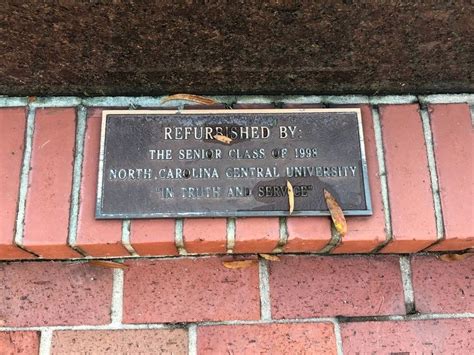 REFURBISHED BY:
THE SENIOR CLASS OF 1998
NORTH CAROLINA CENTRAL UNIVERSITY
"IN TRUTH AND SERVICE"